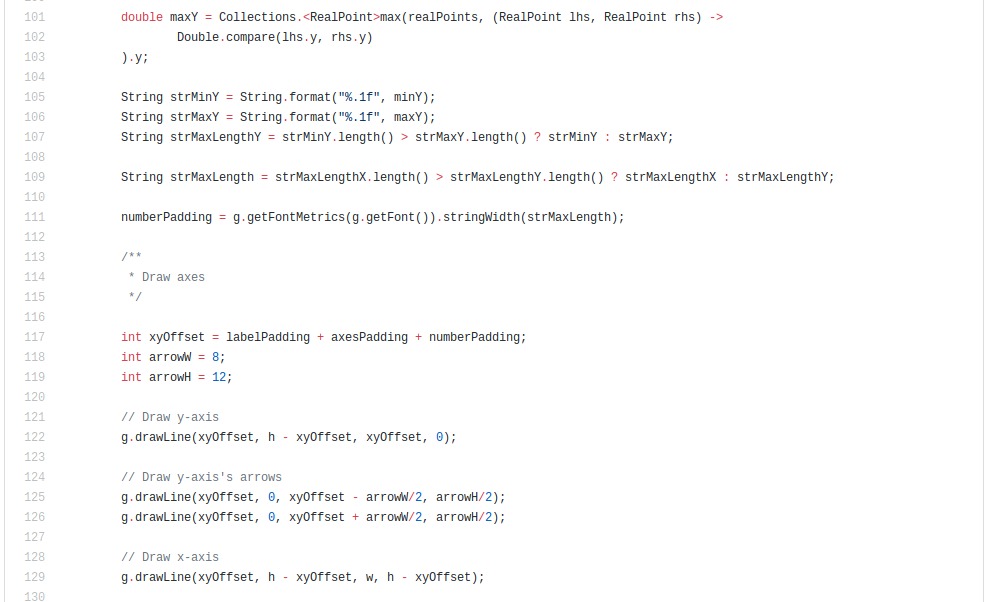 101 double maxY = Collections.<RealPoint>max(realPoints, (RealPoint lhs, RealPoint rhs) ->
102 Double.compare(lhs.y, rhs.y)
103 ).y;
104
105 String strMinY = String.format("%.1f", minY);
106 String strMaxY = String.format("%.1f", maxY);
107 String strMaxLengthY = strMinY.length() > strMaxY.length() ? strMinY : strMaxY;
108
109 String strMaxLength = strMaxLengthX.length() > strMaxLengthY.length() ? strMaxLengthX : strMaxLengthY;
110
111 numberPadding = g.getFontMetrics(g.getFont()).stringWidth(strMaxLength);
112
113 /**
114 * Draw axes
115 */
116
117 int xyOffset = labelPadding + axesPadding + numberPadding;
118 int arrowW = 8;
119 int arrowH = 12;
120
121 // Draw y-axis
122 g.drawLine(xyOffset, h - xyOffset, xyOffset, 0);
123
124 // Draw y-axis's arrows
125 g.drawLine(xyOffset, 0, xyOffset - arrowW/2, arrowH/2);
126 g.drawLine(xyOffset, 0, xyOffset + arrowW/2, arrowH/2);
127
128 // Draw x-axis
129 g.drawLine(xyOffset, h - xyOffset, w, h - xyOffset);
130